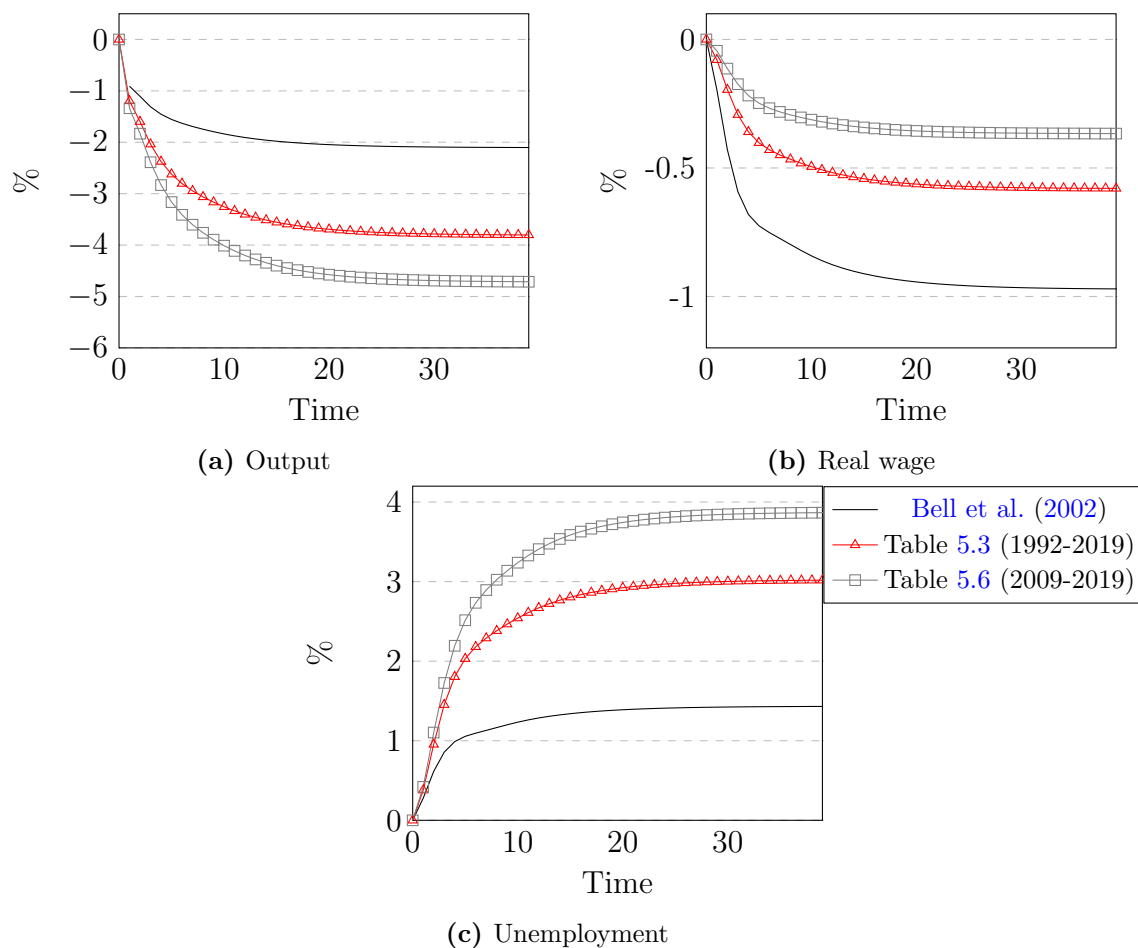 0
−1
−2
−3
−4
−5
−6
%
0 10 20 30
Time
(a) Output
0
-0.5
-1
%
0 10 20 30
Time
(b) Real wage
4
3
2
1
0
%
0 10 20 30
Time
(c) Unemployment
Bell et al. (2002)
Table 5.3 (1992-2019)
Table 5.6 (2009-2019)